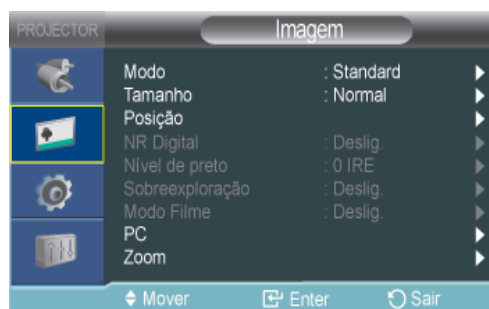 PROJECTOR
Imagem
Modo : Standard
Tamanho : Normal
Posição
NR Digital : Deslig.
Nível de preto : 0 IRE
Sobreexploração : Deslig.
Modo Filme : Deslig.
PC
Zoom
Mover Enter Sair